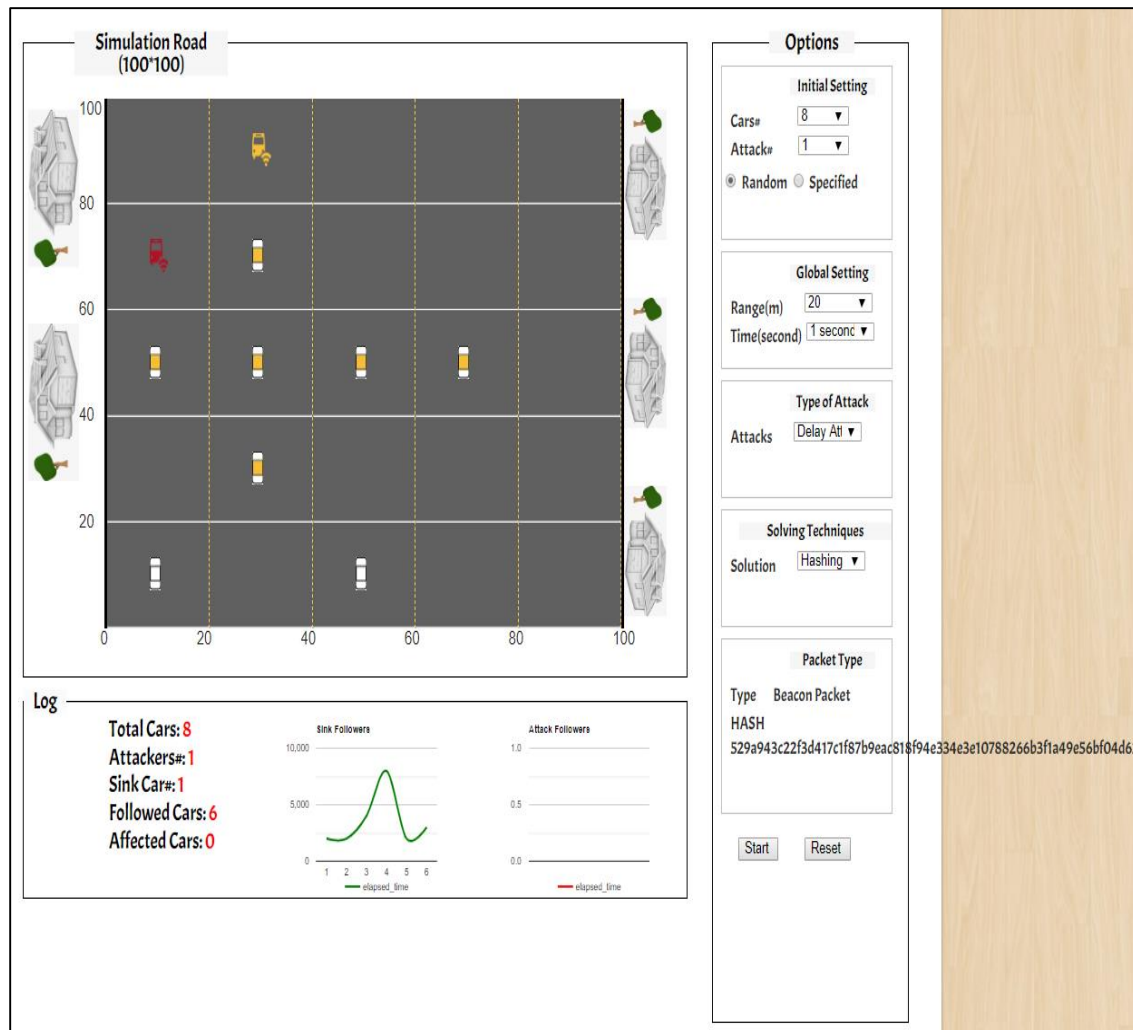 Simulation Road
(100*100)
100
80
60
40
20
0 20 40 60 80 100
Options
Initial Setting
Cars# 8
Attack# 1
Random Specified
Global Setting
Range(m) 20
Time(second) 1 second
Type of Attack
Attacks Delay Att
Solving Techniques
Solution Hashing
Packet Type
Type Beacon Packet
HASH
529a943c22f3d417c1f87b9eac818f94e334e3e10788266b3f1a49e56bf04d6
Start Reset
Log
Total Cars: 8
Attackers#: 1
Sink Car#: 1
Followed Cars: 6
Affected Cars: 0
Sink Followers
10,000
5,000
0
1 2 3 4 5 6
elapsed_time
Attack Followers
1.0
0.5
0.0
elapsed_time